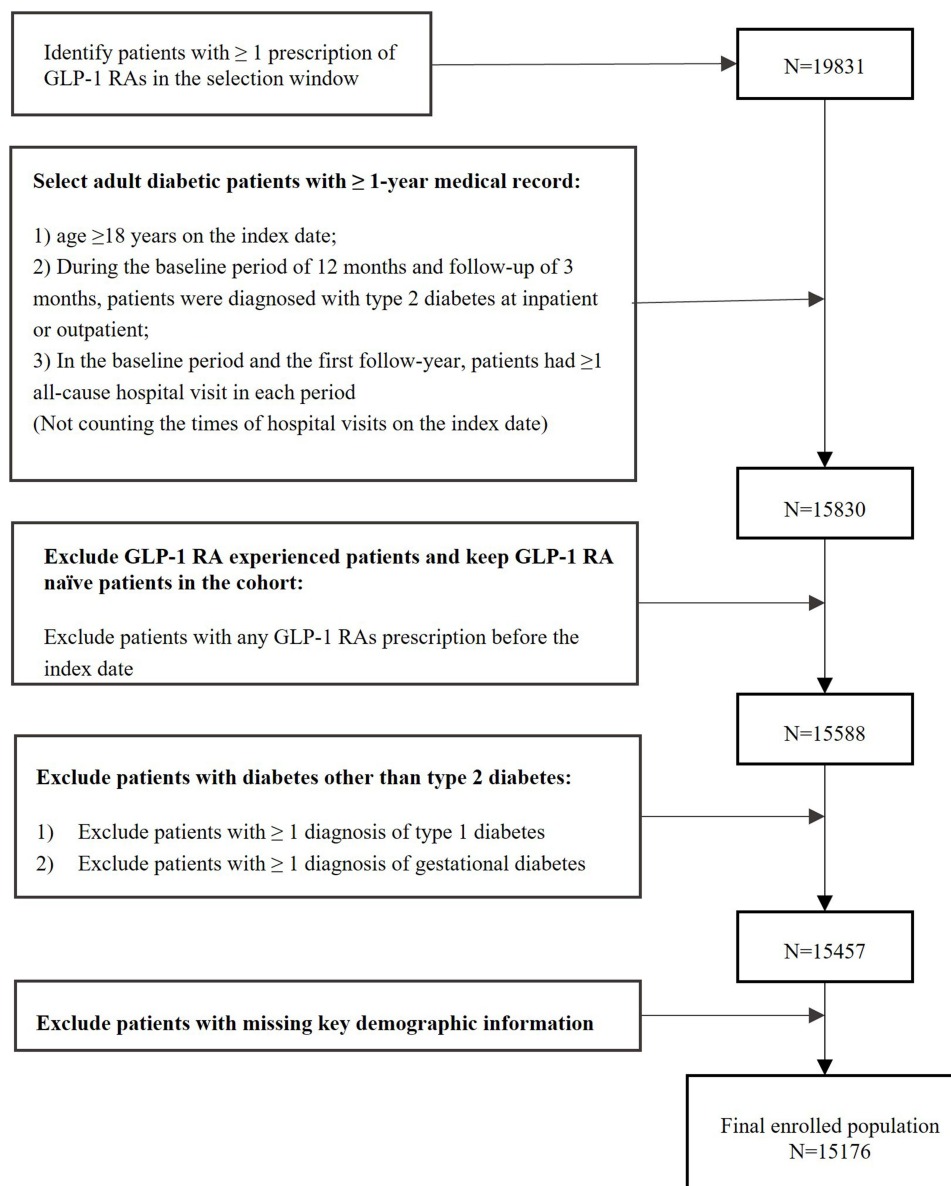 Identify patients with ≥ 1 prescription of
GLP-1 RAs in the selection window
N=19831
Select adult diabetic patients with ≥ 1-year medical record:
1) age ≥18 years on the index date;
2) During the baseline period of 12 months and follow-up of 3
months, patients were diagnosed with type 2 diabetes at inpatient
or outpatient;
3) In the baseline period and the first follow-year, patients had ≥1
all-cause hospital visit in each period
(Not counting the times of hospital visits on the index date)
N=15830
Exclude GLP-1 RA experienced patients and keep GLP-1 RA
naïve patients in the cohort:
Exclude patients with any GLP-1 RAs prescription before the
index date
N=15588
Exclude patients with diabetes other than type 2 diabetes:
1) Exclude patients with ≥ 1 diagnosis of type 1 diabetes
2) Exclude patients with ≥ 1 diagnosis of gestational diabetes
N=15457
Exclude patients with missing key demographic information
Final enrolled population
N=15176